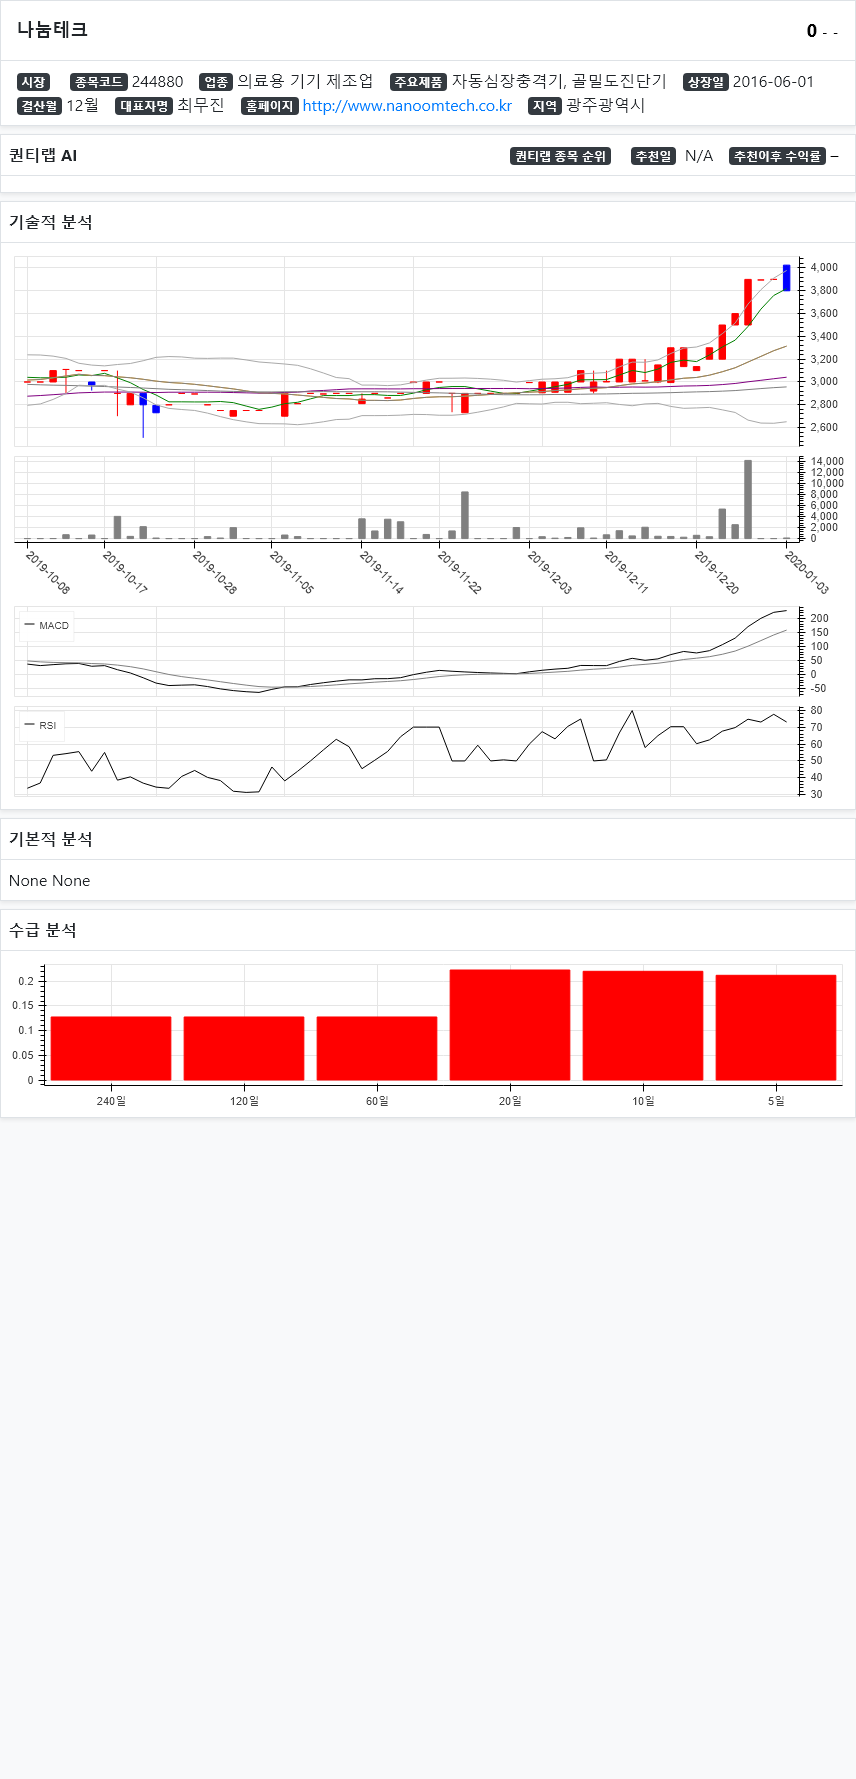 나눔테크
0 - -
시장 종목코드 244880 업종 의료용 기기 제조업 주요제품 자동심장충격기, 골밀도진단기 상장일 2016-06-01
결산월 12월 대표자명 최무진 홈페이지 http://www.nanoomtech.co.kr 지역 광주광역시
퀀티랩 AI
퀀티랩 종목 순위 추천일 N/A 추천이후 수익률 –
기술적 분석
4,000
3,800
3,600
3,400
3,200
3,000
2,800
2,600
14,000
12,000
10,000
8,000
6,000
4,000
2,000
0
2019-10-08 2019-10-17 2019-10-28 2019-11-05 2019-11-14 2019-11-22 2019-12-03 2019-12-11 2019-12-20 2020-01-03
MACD
200
150
100
50
0
-50
RSI
80
70
60
50
40
30
기본적 분석
None None
수급 분석
0.2
0.15
0.1
0.05
0
240일 120일 60일 20일 10일 5일